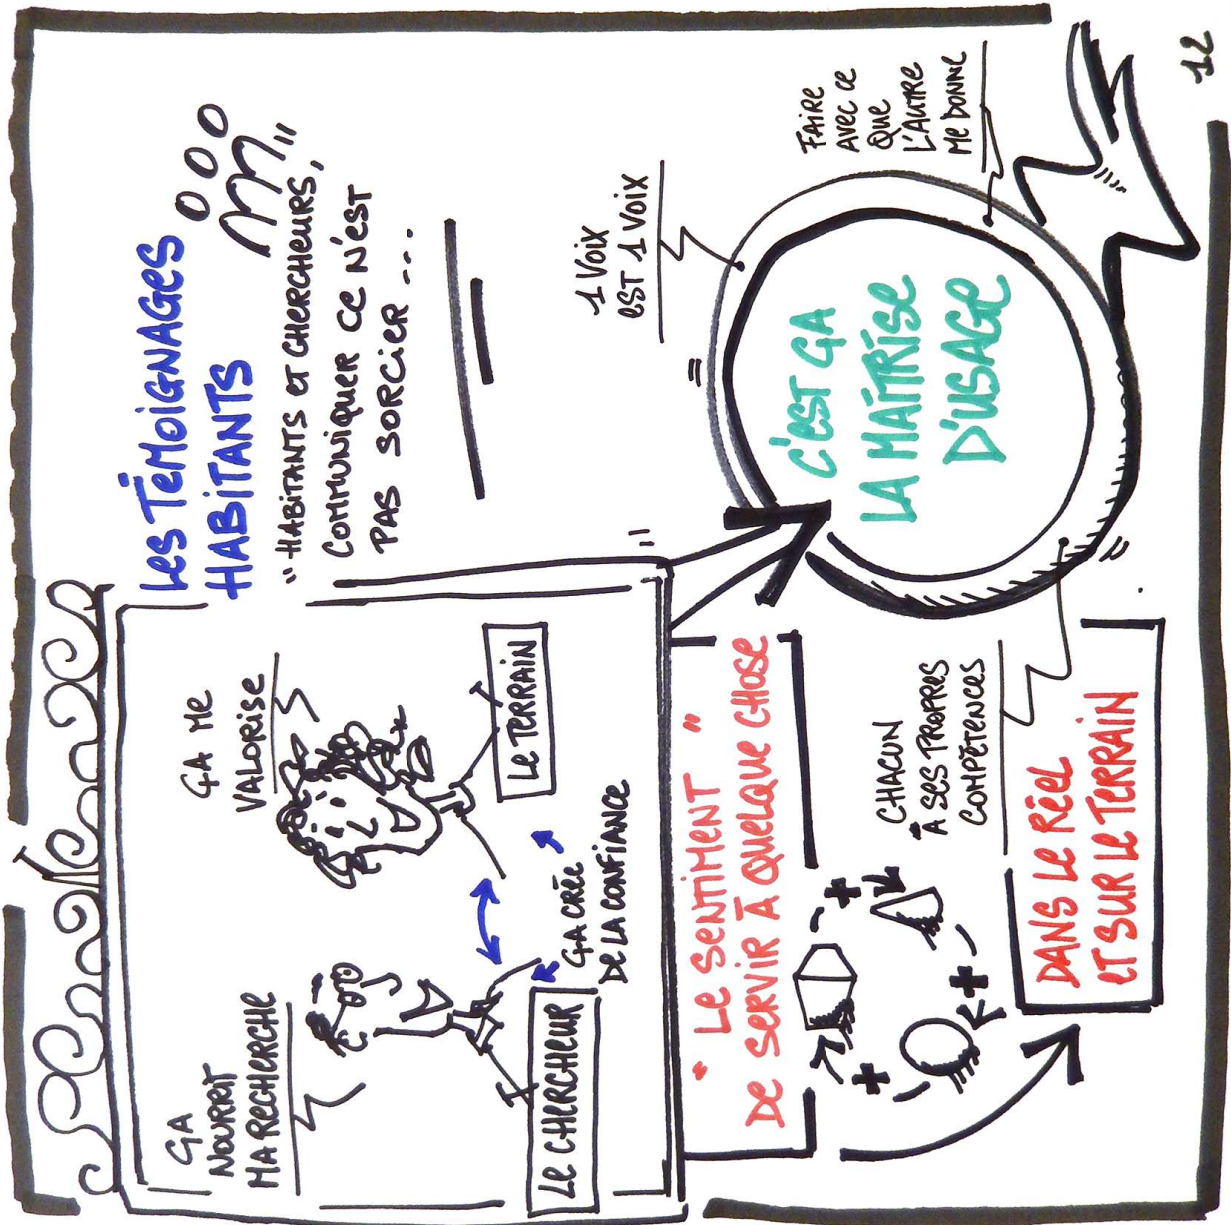 ÇA
NOURRIT
MA RECHERCHE
ÇA ME
VALORISE
LE CHERCHEUR
ÇA CRÉE
DE LA CONFIANCE
LE TERRAIN
LES TÉMOIGNAGES
HABITANTS
"HABITANTS ET CHERCHEURS,
COMMUNIQUER CE N'EST
PAS SORCIER ...
"LE SENTIMENT"
DE SERVIR À QUELQUE CHOSE
CHACUN
À SES PROPRES
COMPÉTENCES
DANS LE RÉEL
ET SUR LE TERRAIN
1 VOIX
EST 1 VOIX
C'EST ÇA
LA MAÎTRISE
D'USAGE
FAIRE
AVEC CE
QUE
L'AUTRE
ME DONNE
12